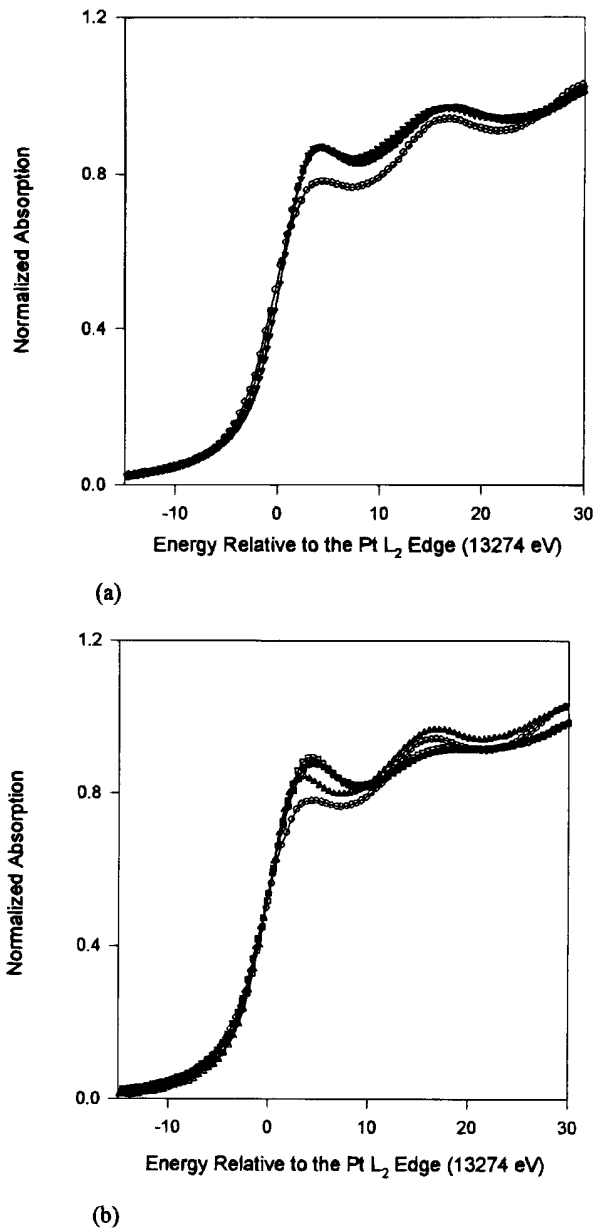 1.2
0.8
0.4
0.0
Normalized Absorption
-10 0 10 20 30
Energy Relative to the Pt L2 Edge (13274 eV)
(a)
1.2
0.8
0.4
0.0
Normalized Absorption
-10 0 10 20 30
Energy Relative to the Pt L2 Edge (13274 eV)
(b)